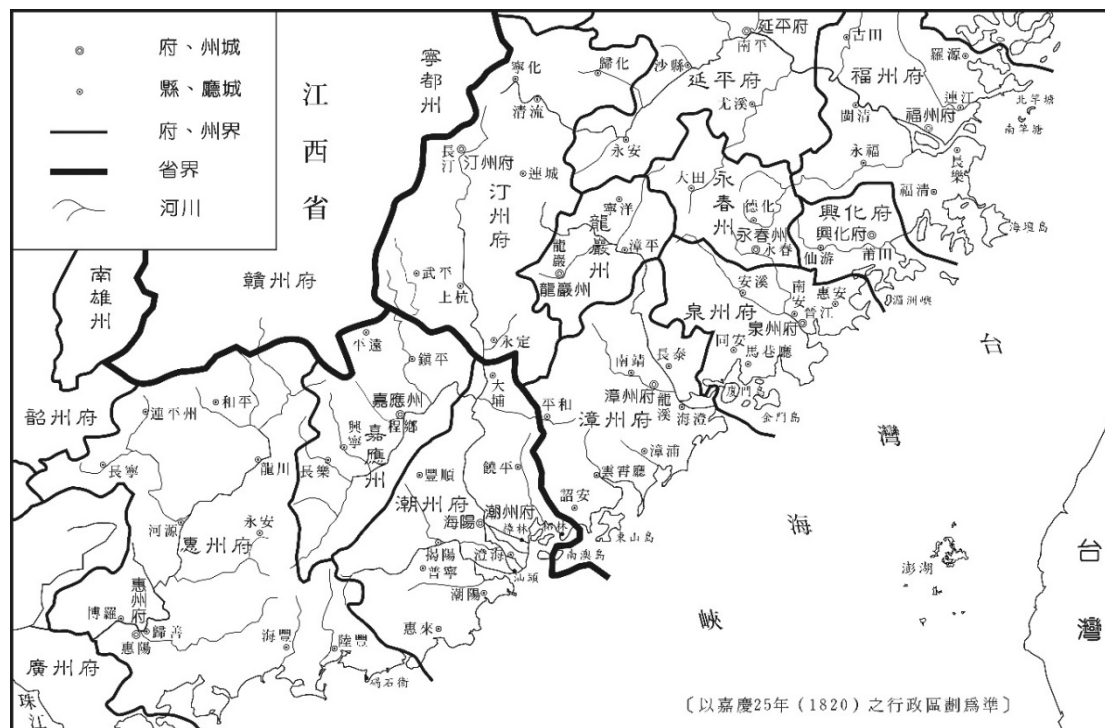 府、州城
縣、廳城
府、州界
省界
河川
江西省
寧都州
南雄州
贛州府
韶州府
寧化
清流
歸化
沙縣
延平府
南平
延平府
尤溪
永安
古田
羅源
福州府
連江
福州府
閩清
北竿塘
南竿塘
長樂
永福
福清
海壇島
長汀
汀州府
連城
汀州府
武平
上杭
永定
寧洋
龍巖州
龍巖
漳平
龍巖州
大田
永春州
德化
永春州
永春
興化府
興化府
仙游
莆田
湄洲嶼
安溪
南安
惠安
晉江
泉州府
泉州府
同安
馬巷廳
廈門島
金門島
南靖
長泰
漳州府
龍溪
海澄
漳州府
平和
漳浦
雲霄廳
詔安
東山島
平遠
鎮平
大埔
嘉應州
程鄉
興寧
嘉應州
長樂
豐順
饒平
潮州府
潮州府
海陽
樟林
柘林
南澳島
揭陽
澄海
普寧
汕頭
潮陽
惠來
和平
連平州
長寧
龍川
河源
永安
惠州府
惠州府
博羅
歸善
惠陽
海豐
陸豐
碣石衛
廣州府
珠江
台灣海峽
澎湖
台灣
〔以嘉慶25年（1820）之行政區劃爲準〕